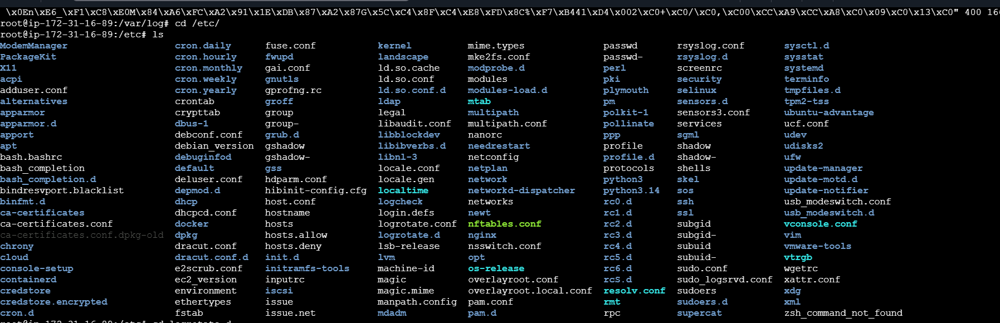 \x0En\xE6_\xF1\xC8\xE0M\x84\xA6\xFC\xA2\x91\x1E\xDB\x87\xA2\x87G\x5C\xC4\x8F\xC4\xE8\xFD\x8C%\xF7\xB441\xD4\x002\xC0+\xC0/\xC0,\xC00\xCC\xA9\xCC\xA8\xC0\x09\xC0\x13\xC0" 400 16
root@ip-172-31-16-89:/var/log# cd /etc/
root@ip-172-31-16-89:/etc# ls
ModemManager cron.daily fuse.conf kernel mime.types passwd rsyslog.conf sysctl.d
PackageKit cron.hourly fwupd landscape mke2fs.conf passwd- rsyslog.d sysstat
X11 cron.monthly gai.conf ld.so.cache modprobe.d perl screenrc systemd
acpi cron.weekly gnutls ld.so.conf modules pki security terminfo
adduser.conf cron.yearly gprofng.rc ld.so.conf.d modules-load.d plymouth selinux tmpfiles.d
alternatives crontab groff ldap mtab pm sensors.d tpm2-tss
apparmor crypttab group legal multipath polkit-1 sensors3.conf ubuntu-advantage
apparmor.d dbus-1 group- libaudit.conf multipath.conf pollinate services ucf.conf
apport debconf.conf grub.d libblockdev nanorc ppp sgml udev
apt debian_version gshadow libibverbs.d needrestart profile shadow udisks2
bash.bashrc debuginfod gshadow- libnl-3 netconfig profile.d shadow- ufw
bash_completion default gss locale.conf netplan protocols shells update-manager
bash_completion.d deluser.conf hdparm.conf locale.gen network python3 skel update-motd.d
bindresvport.blacklist depmod.d hibinit-config.cfg localtime networkd-dispatcher python3.14 sos update-notifier
binfmt.d dhcp host.conf logcheck networks rc0.d ssh usb_modeswitch.conf
ca-certificates dhcpcd.conf hostname login.defs newt rc1.d ssl usb_modeswitch.d
ca-certificates.conf docker hosts logrotate.conf nftables.conf rc2.d subgid vconsole.conf
ca-certificates.conf.dpkg-old dpkg hosts.allow logrotate.d nginx rc3.d subgid- vim
chrony dracut.conf hosts.deny lsb-release nsswitch.conf rc4.d subuid vmware-tools
cloud dracut.conf.d init.d lvm opt rc5.d subuid- vtrgb
console-setup e2scrub.conf initramfs-tools machine-id os-release rc6.d sudo.conf wgetrc
containerd ec2_version inputrc magic overlayroot.conf rcS.d sudo_logsrvd.conf xattr.conf
credstore environment iscsi magic.mime overlayroot.local.conf resolv.conf sudoers xdg
credstore.encrypted ethertypes issue manpath.config pam.conf rmt sudoers.d xml
cron.d fstab issue.net mdadm pam.d rpc supercat zsh_command_not_found
root@ip-172-31-16-89:/etc# cd logrotate.d